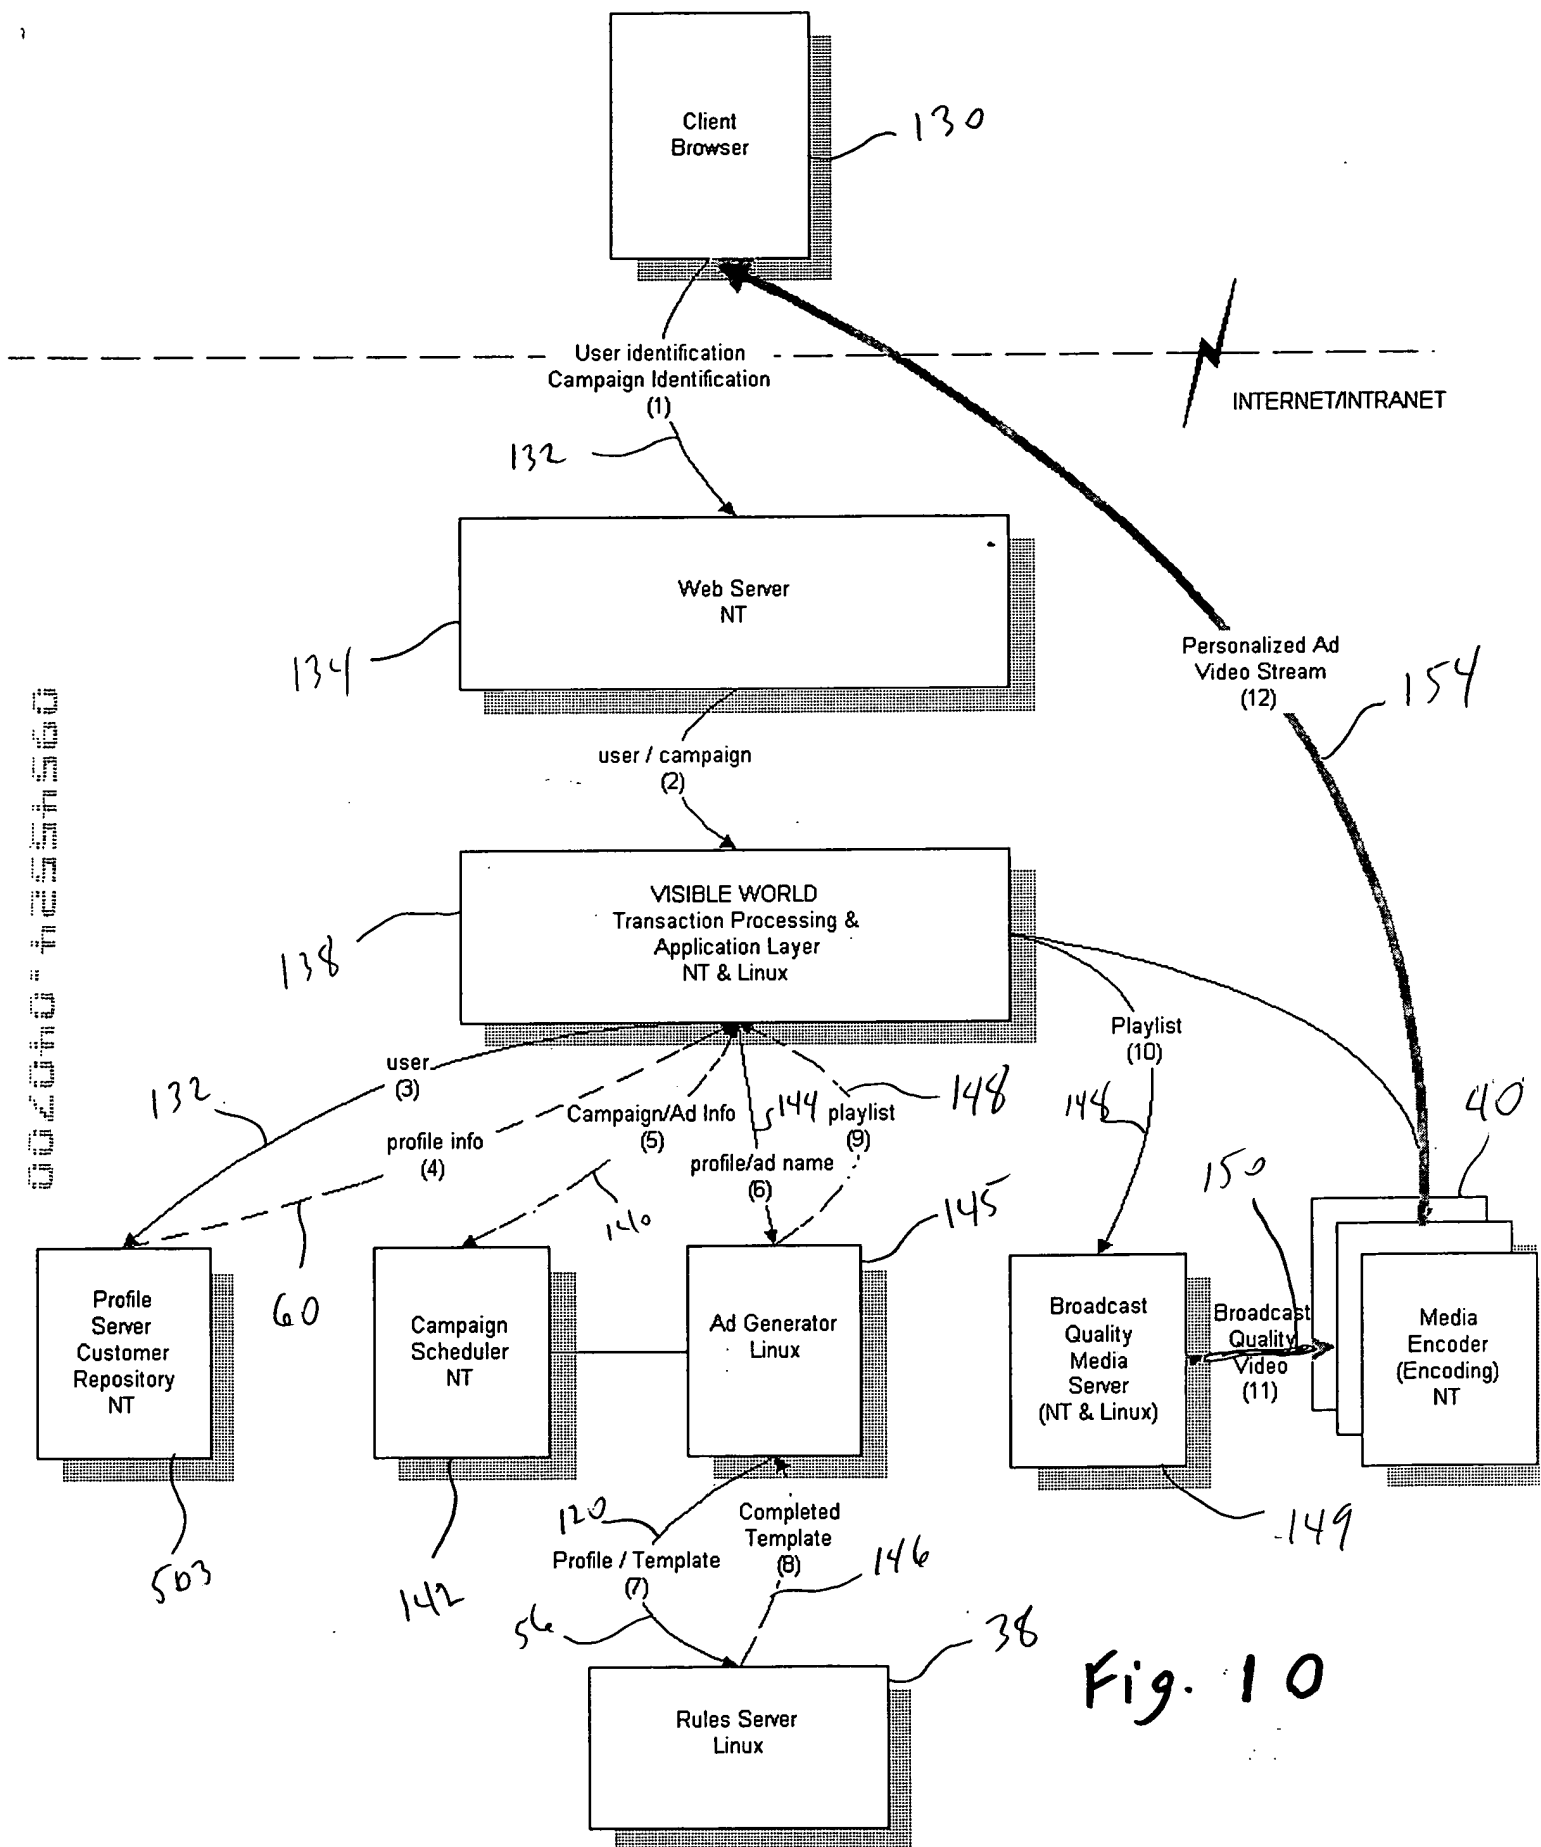 Client
Browser
130
User identification
Campaign Identification
(1)
INTERNET/INTRANET
132
Web Server
NT
134
Personalized Ad
Video Stream
(12)
154
user / campaign
(2)
09545524.040700
VISIBLE WORLD
Transaction Processing &
Application Layer
NT & Linux
138
Playlist
(10)
148
user
(3)
132
profile info
(4)
60
Campaign/Ad Info
(5)
140
144
profile/ad name
(6)
playlist
(9)
148
145
150
40
Profile
Server
Customer
Repository
NT
503
Campaign
Scheduler
NT
142
Ad Generator
Linux
Broadcast
Quality
Media
Server
(NT & Linux)
149
Broadcast
Quality
Video
(11)
Media
Encoder
(Encoding)
NT
120
Profile / Template
(7)
56
Completed
Template
(8)
146
38
Rules Server
Linux
Fig. 10